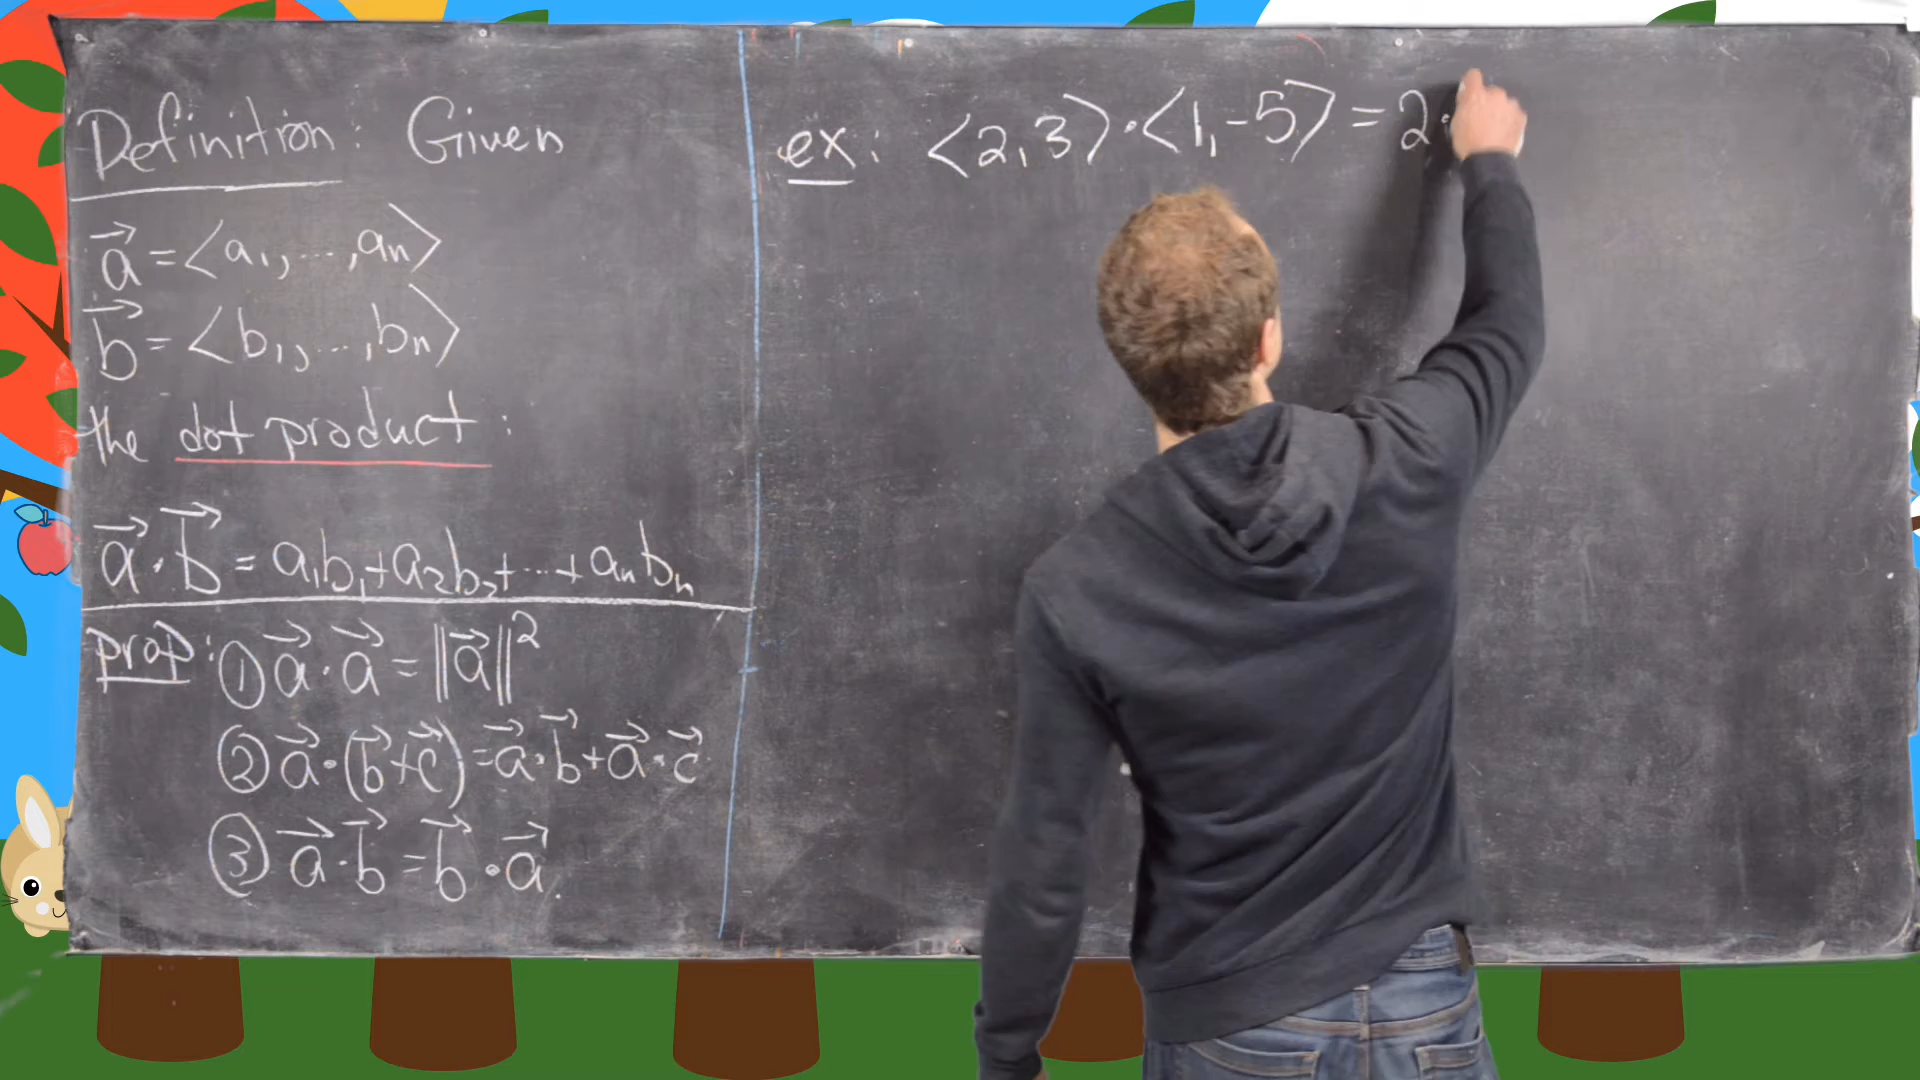 Definition: Given
a⃗ = ⟨a₁, ..., aₙ⟩
b⃗ = ⟨b₁, ..., bₙ⟩
the dot product:
a⃗ · b⃗ = a₁b₁ + a₂b₂ + ··· + aₙbₙ
prop: ① a⃗ · a⃗ = ‖a⃗‖²
② a⃗ · (b⃗ + c⃗) = a⃗ · b⃗ + a⃗ · c⃗
③ a⃗ · b⃗ = b⃗ · a⃗.
ex: ⟨2, 3⟩ · ⟨1, -5⟩ = 2 ·